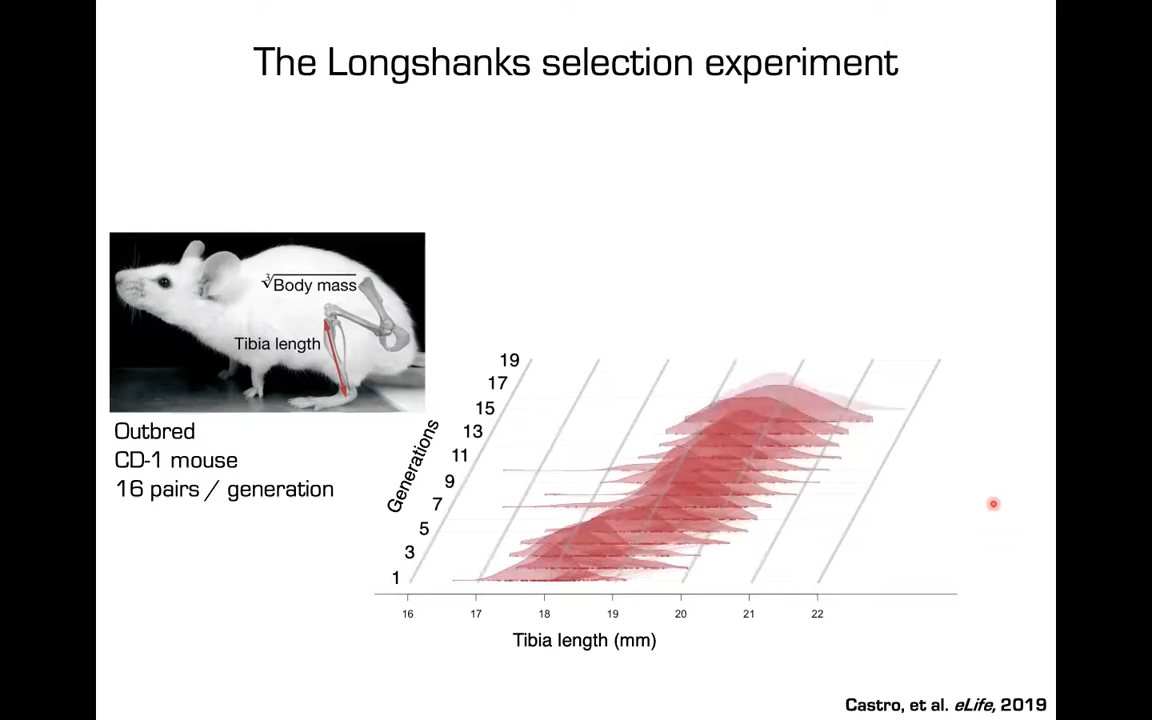 The Longshanks selection experiment
∛Body mass
Tibia length
Outbred
CD-1 mouse
16 pairs / generation
Generations
19
17
15
13
11
9
7
5
3
1
16 17 18 19 20 21 22
Tibia length (mm)
Castro, et al. eLife, 2019